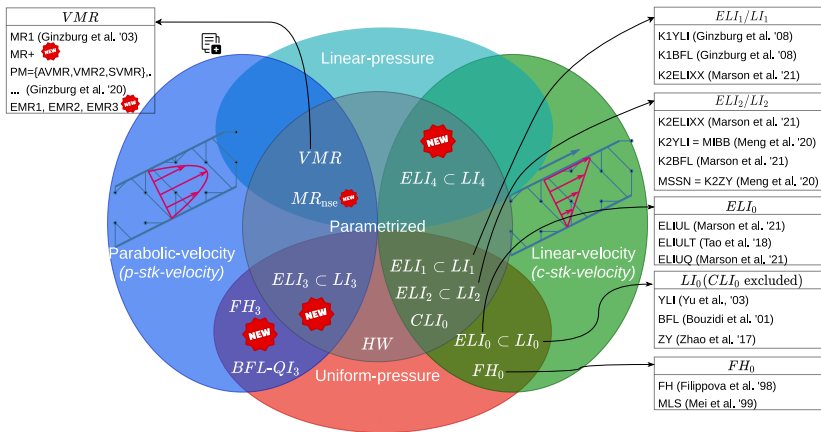 VMR
MR1 (Ginzburg et al. '03)
MR+ NEW
PM={AVMR,VMR2,SVMR},.
... (Ginzburg et al. '20)
EMR1, EMR2, EMR3 NEW
Linear-pressure
VMR
MRnse NEW
NEW
ELI4 ⊂ LI4
Parametrized
Parabolic-velocity
(p-stk-velocity)
Linear-velocity
(c-stk-velocity)
ELI3 ⊂ LI3
NEW
FH3
NEW
BFL-QI3
HW
Uniform-pressure
ELI1 ⊂ LI1
ELI2 ⊂ LI2
CLI0
ELI0 ⊂ LI0
FH0
ELI1/LI1
K1YLI (Ginzburg et al. '08)
K1BFL (Ginzburg et al. '08)
K2ELIXX (Marson et al. '21)
ELI2/LI2
K2ELIXX (Marson et al. '21)
K2YLI = MIBB (Meng et al. '20)
K2BFL (Marson et al. '21)
MSSN = K2ZY (Meng et al. '20)
ELI0
ELIUL (Marson et al. '21)
ELIULT (Tao et al. '18)
ELIUQ (Marson et al. '21)
LI0(CLI0 excluded)
YLI (Yu et al., '03)
BFL (Bouzidi et al. '01)
ZY (Zhao et al. '17)
FH0
FH (Filippova et al. '98)
MLS (Mei et al. '99)